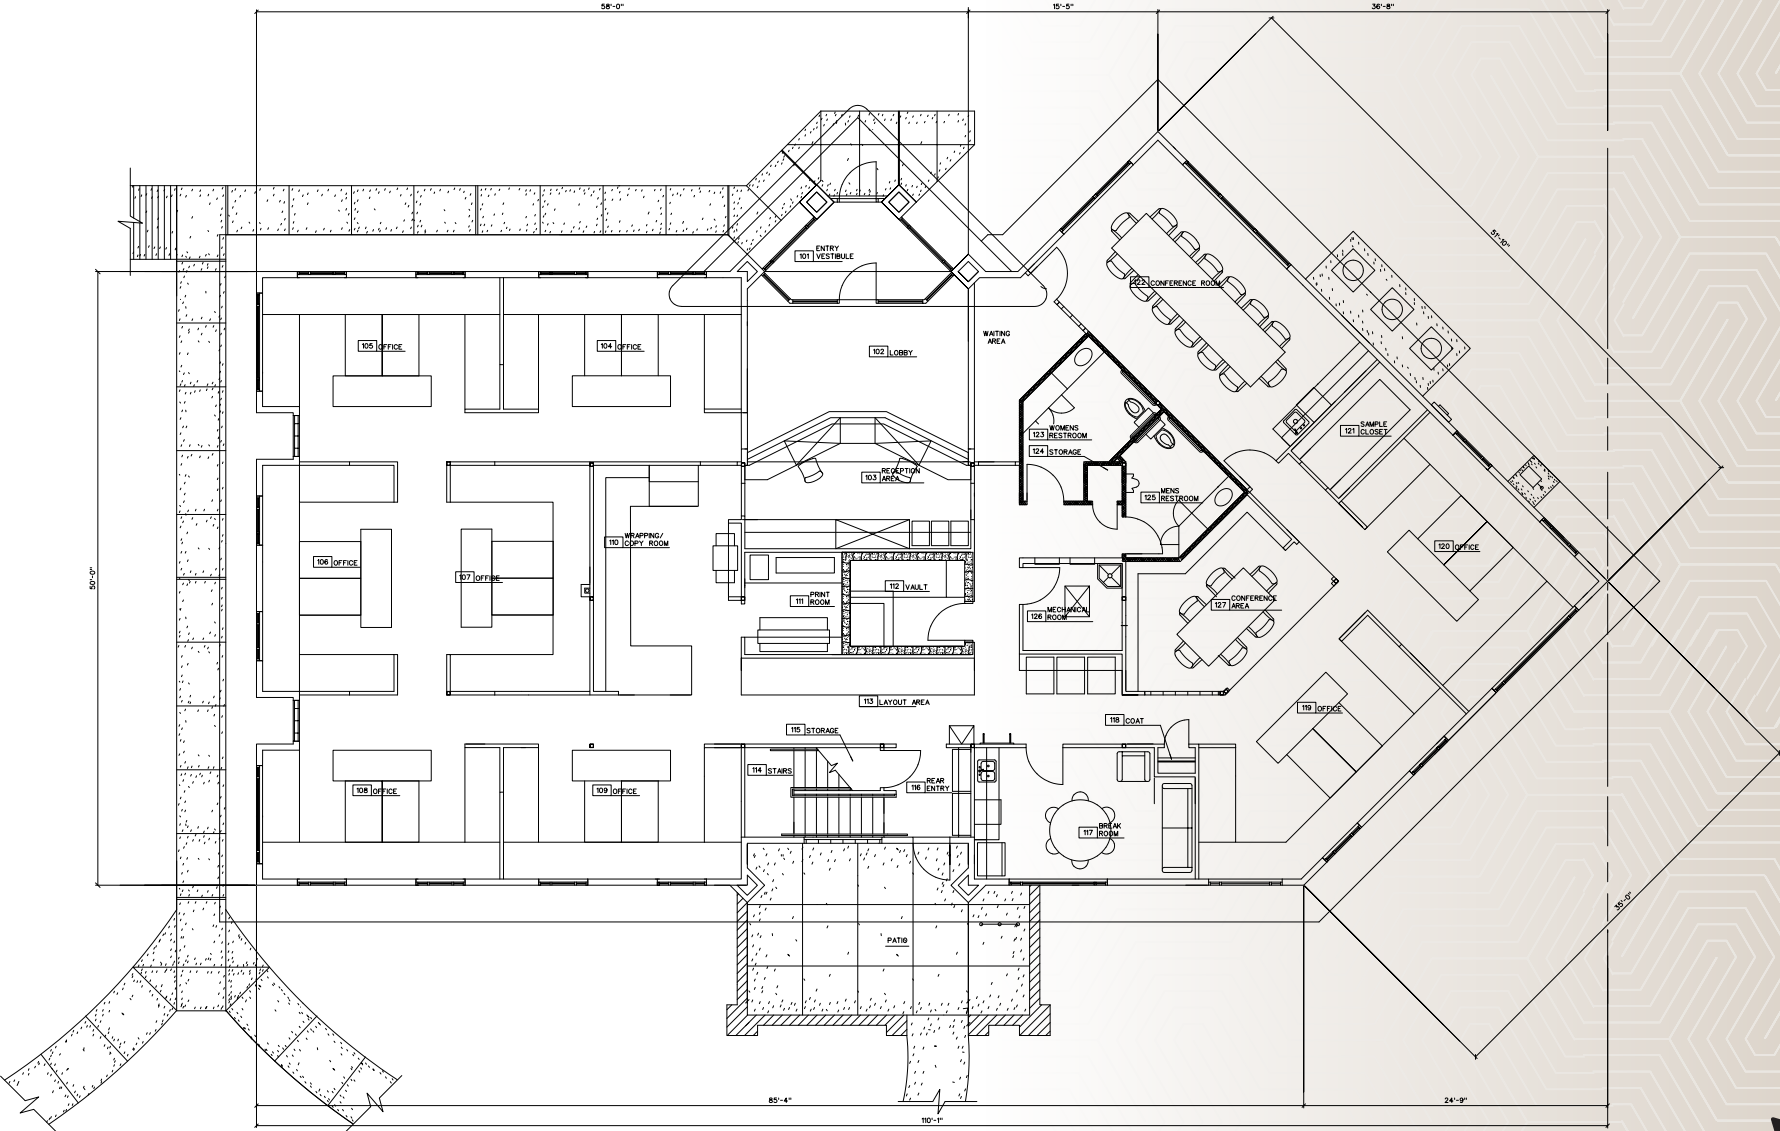 58'-0"
15'-5"
36'-8"
51'-10"
50'-0"
101 ENTRY
VESTIBULE
122 CONFERENCE ROOM
WAITING
AREA
105 OFFICE
104 OFFICE
102 LOBBY
123 WOMENS
RESTROOM
124 STORAGE
121 SAMPLE
CLOSET
103 RECEPTION
AREA
125 MENS
RESTROOM
110 WRAPPING/
COPY ROOM
120 OFFICE
106 OFFICE
107 OFFICE
112 VAULT
111 PRINT
ROOM
127 CONFERENCE
AREA
126 MECHANICAL
ROOM
113 LAYOUT AREA
119 OFFICE
118 COAT
115 STORAGE
114 STAIRS
116 REAR
ENTRY
108 OFFICE
109 OFFICE
117 BREAK
ROOM
PATIO
35'-0"
85'-4"
24'-9"
110'-1"